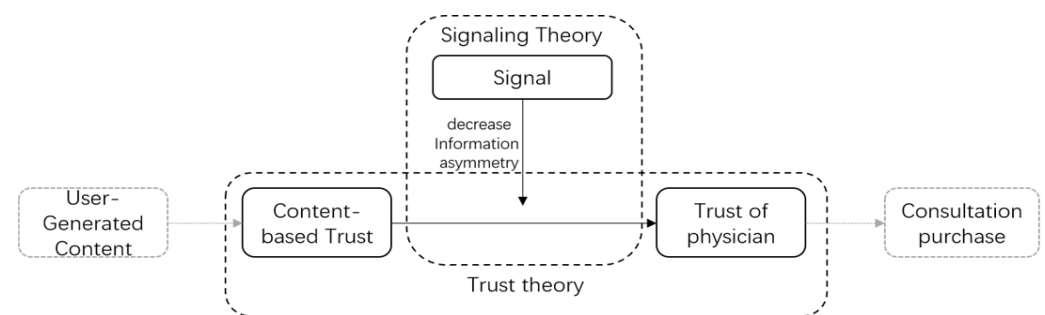 Signaling Theory
Signal
decrease
Information
asymmetry
User-
Generated
Content
Content-
based Trust
Trust of
physician
Consultation
purchase
Trust theory